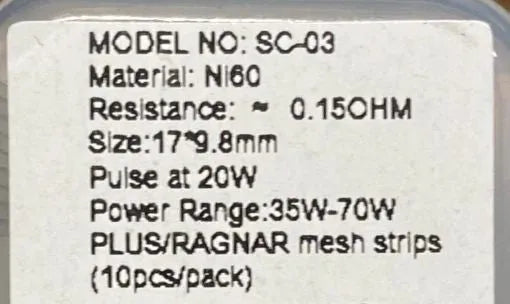 MODEL NO: SC-03
Material: Ni60
Resistance: ≈ 0.15OHM
Size:17*9.8mm
Pulse at 20W
Power Range:35W-70W
PLUS/RAGNAR mesh strips
(10pcs/pack)